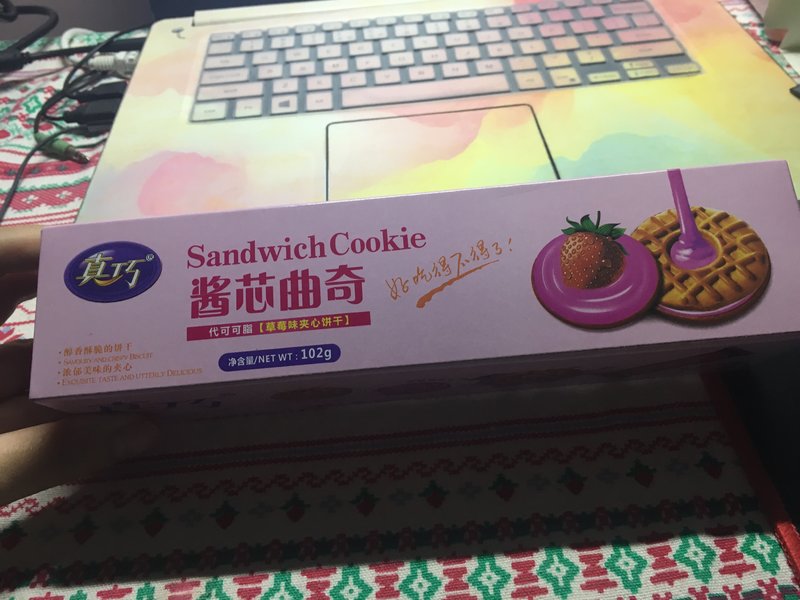 真巧®
Sandwich Cookie
酱芯曲奇
好吃得不得了!
代可可脂【草莓味夹心饼干】
净含量/NET WT: 102g
·醇香酥脆的饼干
·SAVOURY AND CRISPY BISCUIT
·浓郁美味的夹心
·EXQUISITE TASTE AND UTTERLY DELICIOUS